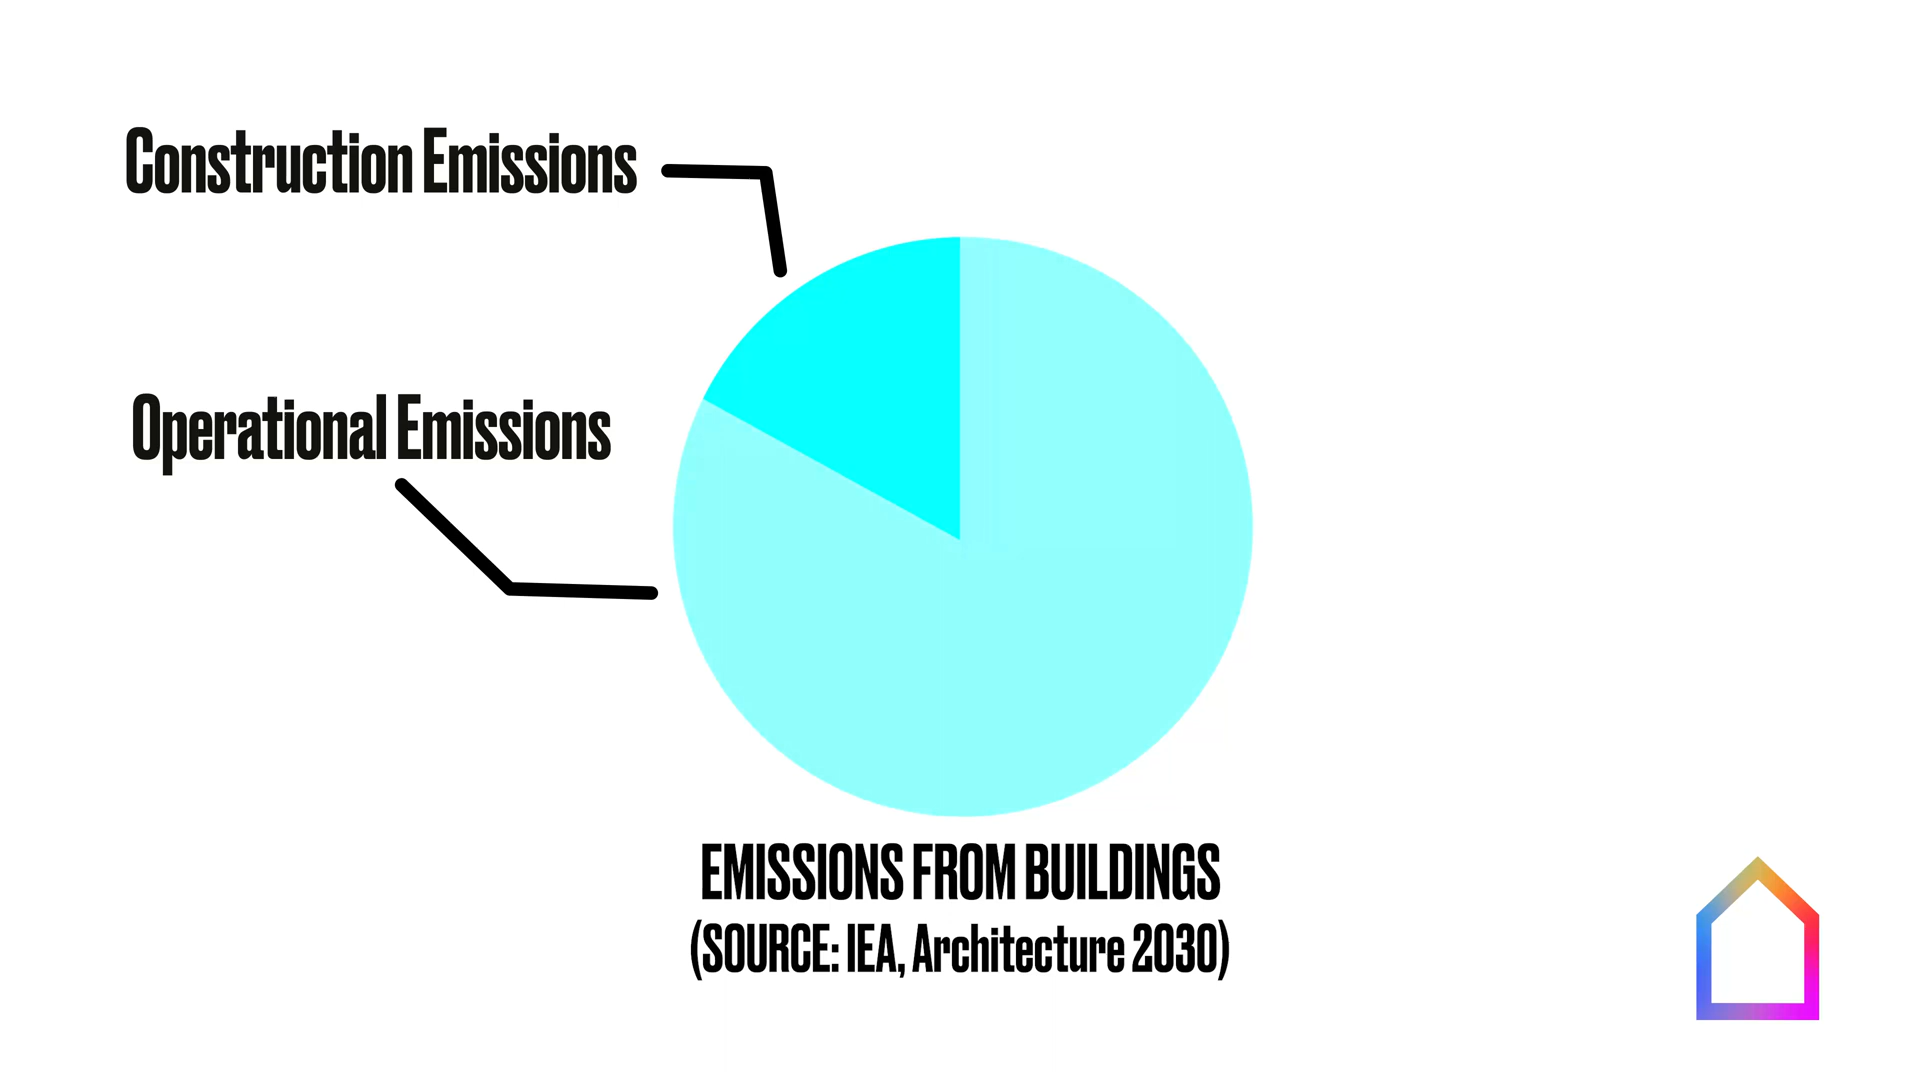 Construction Emissions
Operational Emissions
EMISSIONS FROM BUILDINGS
(SOURCE: IEA, Architecture 2030)